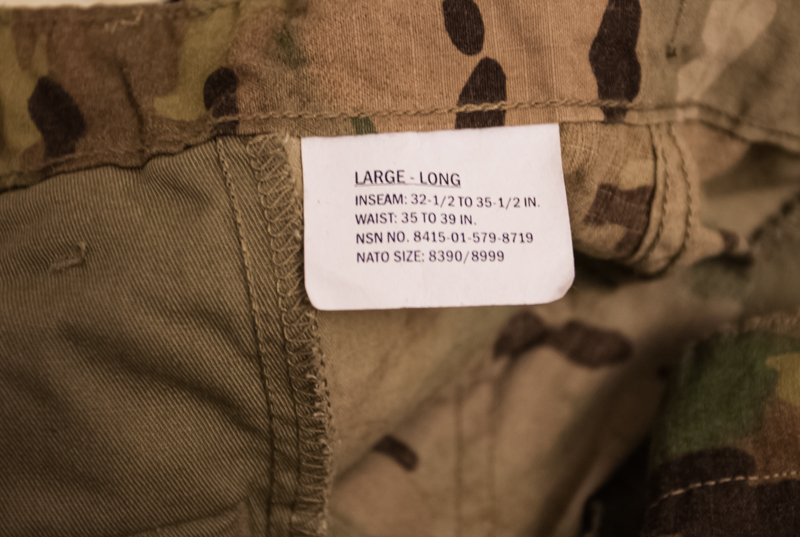 LARGE - LONG
INSEAM: 32-1/2 TO 35-1/2 IN.
WAIST: 35 TO 39 IN.
NSN NO. 8415-01-579-8719
NATO SIZE: 8390/8999